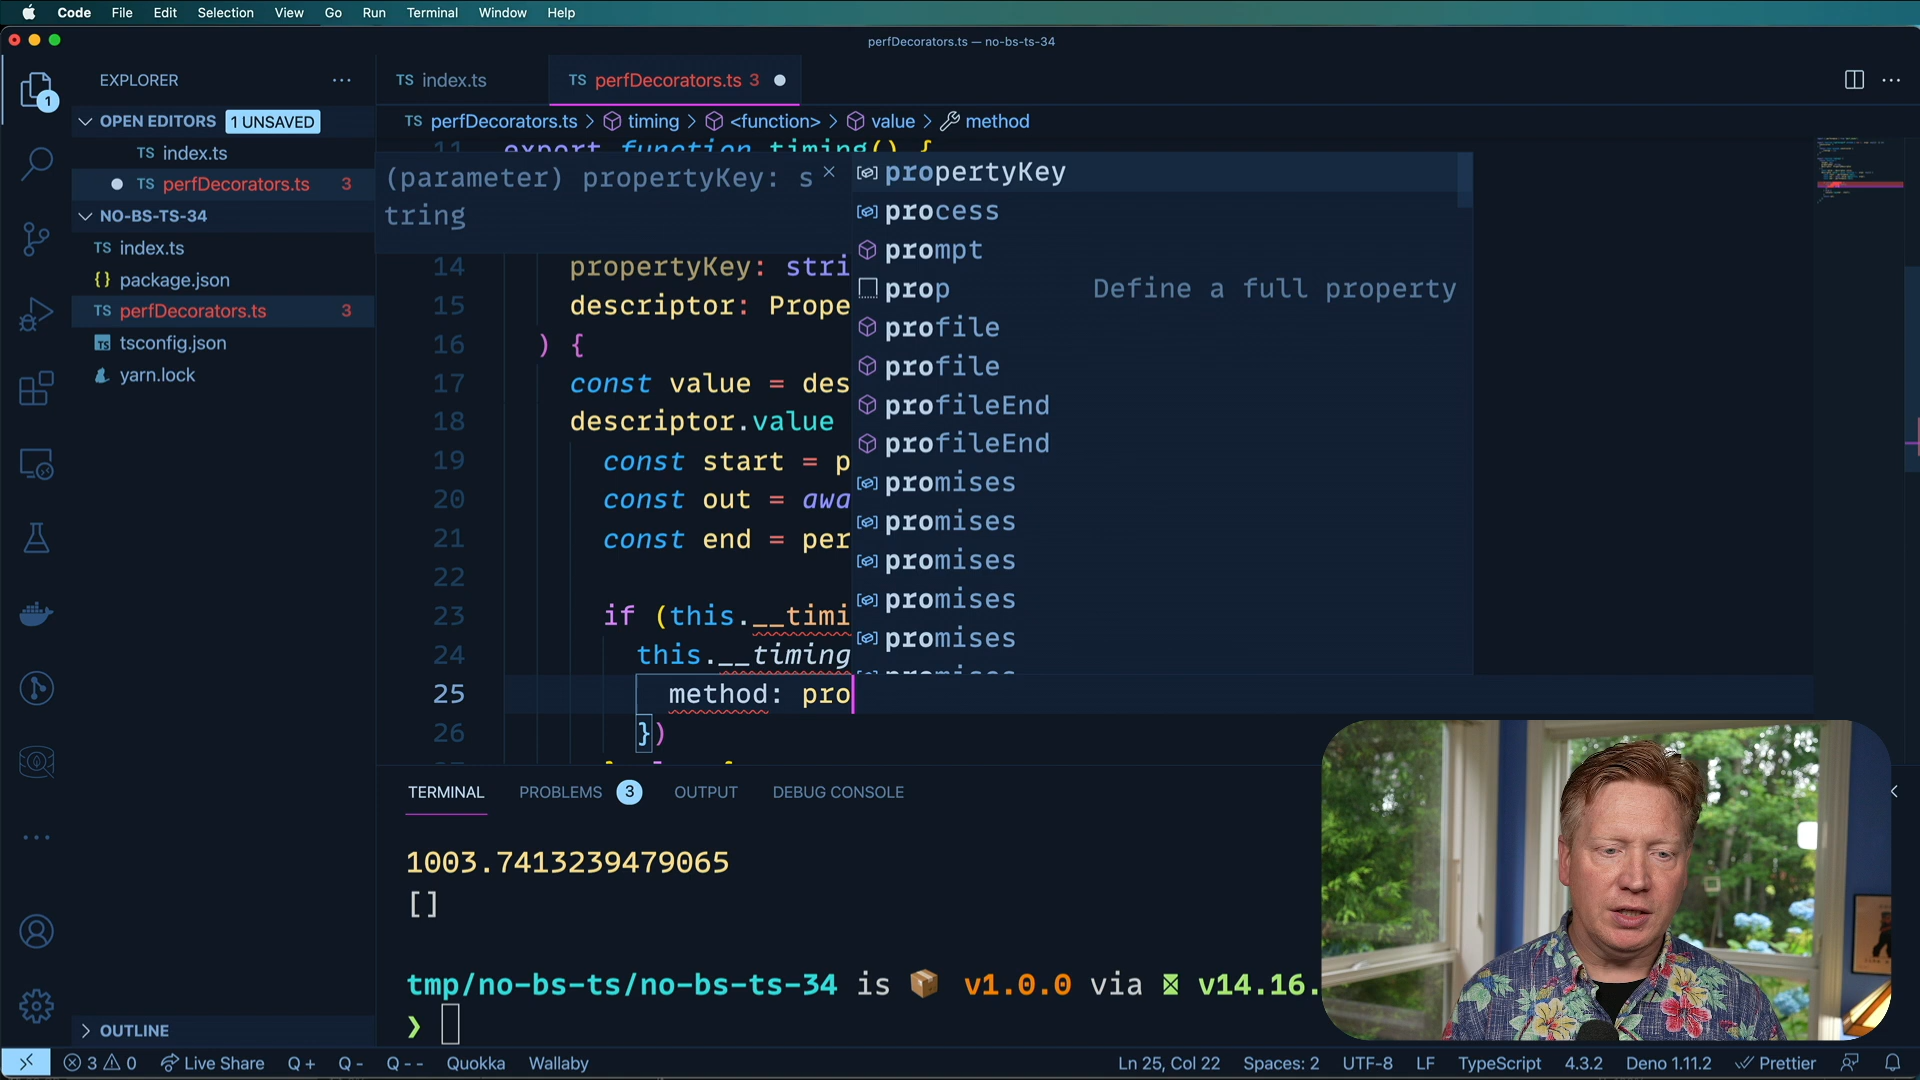 Code File Edit Selection View Go Run Terminal Window Help
perfDecorators.ts — no-bs-ts-34
EXPLORER ...
TS index.ts
TS perfDecorators.ts 3
OPEN EDITORS 1 UNSAVED
TS index.ts
TS perfDecorators.ts 3
NO-BS-TS-34
TS index.ts
{} package.json
TS perfDecorators.ts 3
TS tsconfig.json
yarn.lock
OUTLINE
1
TS perfDecorators.ts > timing > <function> > value > method
11 export function timing() {
(parameter) propertyKey: s
tring
14 propertyKey: stri
15 descriptor: Prope
16 ) {
17 const value = des
18 descriptor.value
19 const start = p
20 const out = awa
21 const end = per
22
23 if (this.__timi
24 this.__timing
25 method: pro
26 })
propertyKey
process
prompt
prop Define a full property
profile
profile
profileEnd
profileEnd
promises
promises
promises
promises
promises
promises
TERMINAL PROBLEMS 3 OUTPUT DEBUG CONSOLE
1003.7413239479065
[]
tmp/no-bs-ts/no-bs-ts-34 is 📦 v1.0.0 via v14.16.
❯
3 0 Live Share Q + Q - Q - - Quokka Wallaby Ln 25, Col 22 Spaces: 2 UTF-8 LF TypeScript 4.3.2 Deno 1.11.2 Prettier